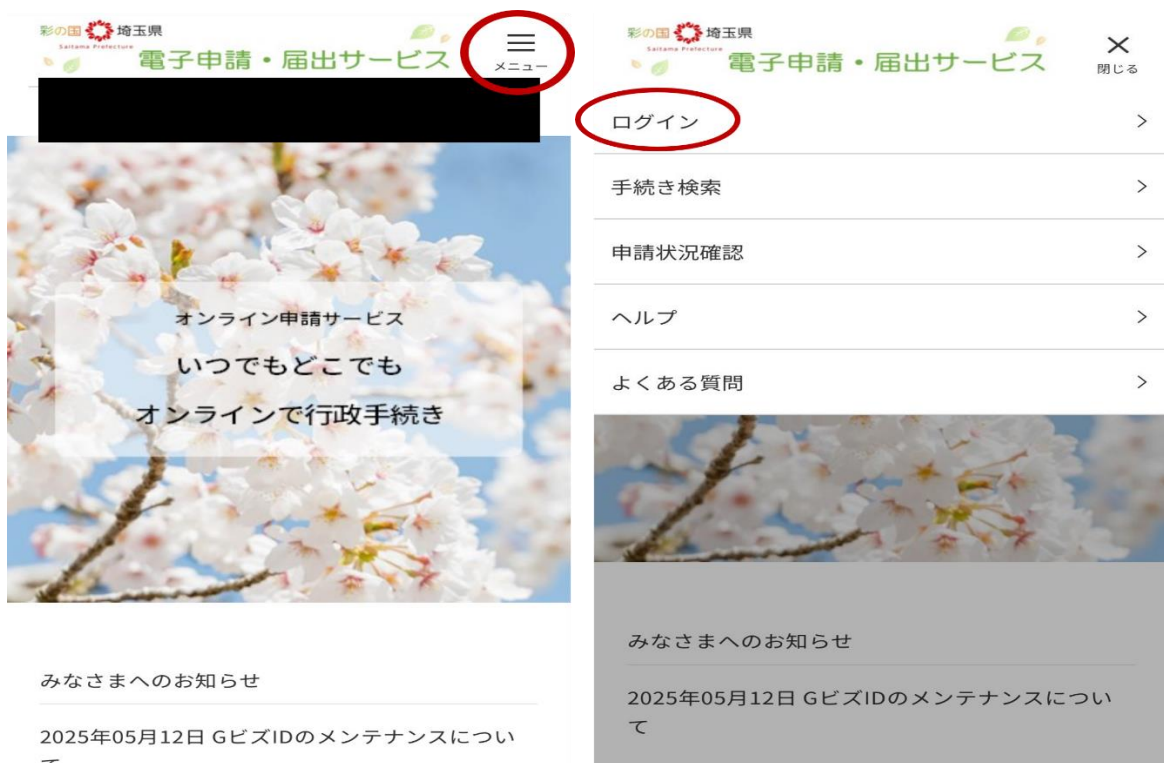 彩の国 埼玉県
Saitama Prefecture
電子申請・届出サービス
メニュー
オンライン申請サービス
いつでもどこでも
オンラインで行政手続き
みなさまへのお知らせ
2025年05月12日 GビズIDのメンテナンスについ
て
彩の国 埼玉県
Saitama Prefecture
電子申請・届出サービス
閉じる
ログイン
手続き検索
申請状況確認
ヘルプ
よくある質問
みなさまへのお知らせ
2025年05月12日 GビズIDのメンテナンスについ
て